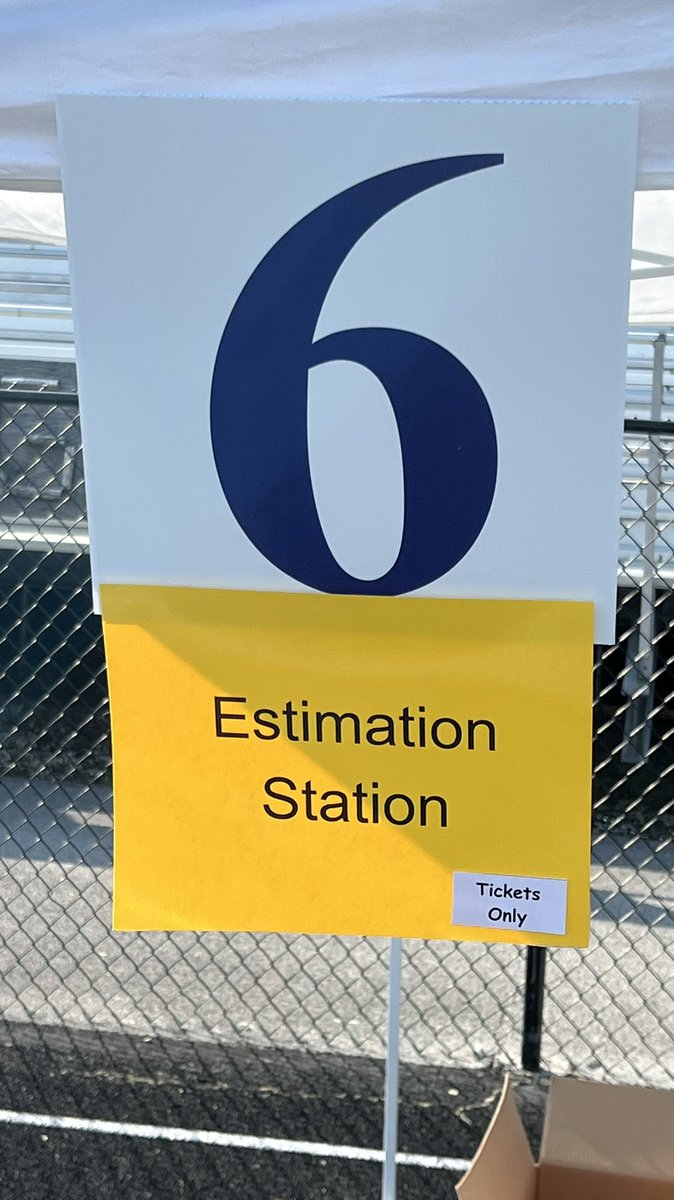 6
Estimation
Station
Tickets
Only